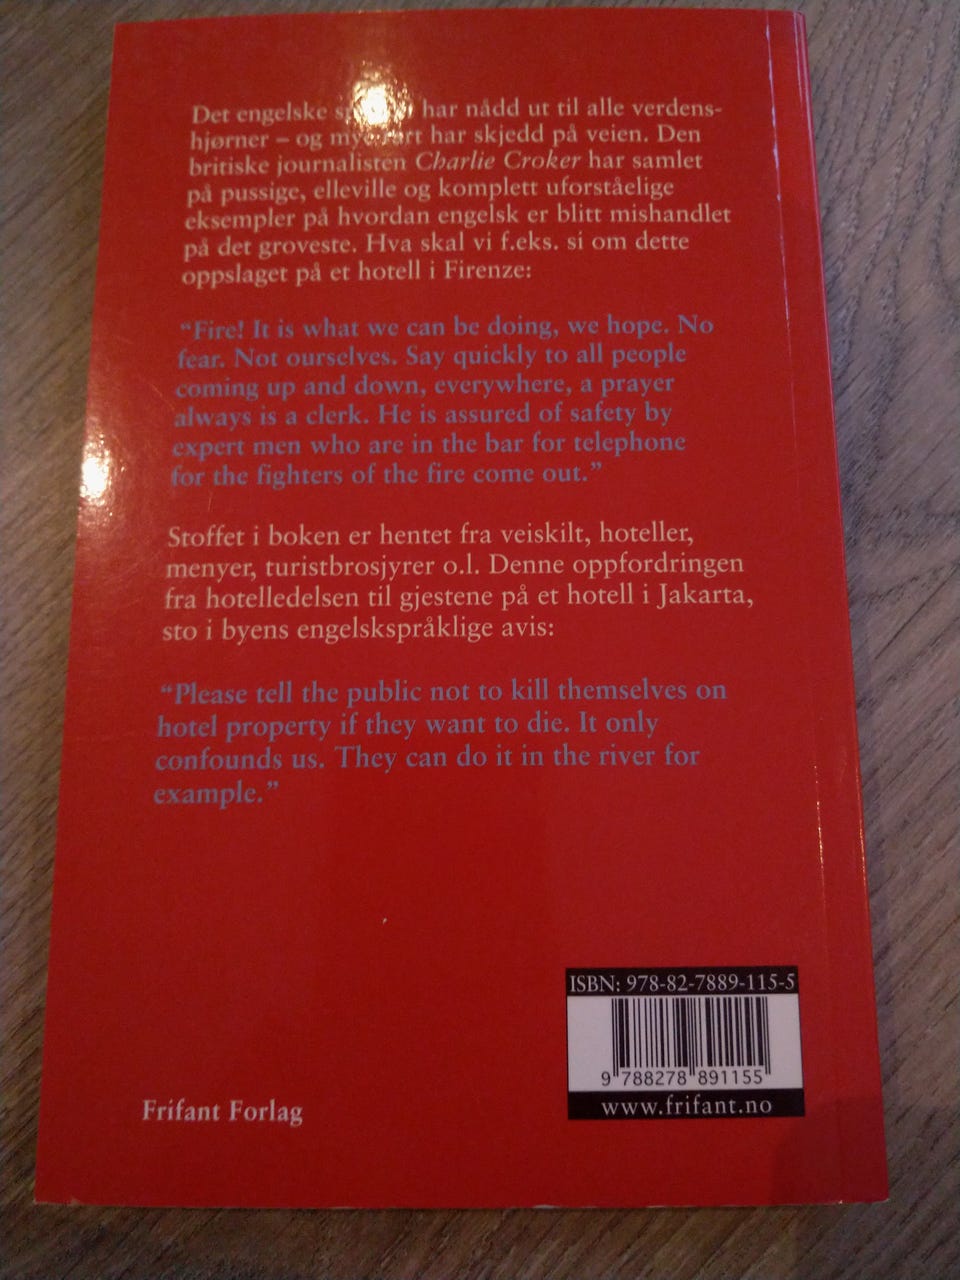 Det engelske har nådd ut til alle verdens-
hjørner – og har skjedd på veien. Den
britiske journalisten Charlie Croker har samlet
på pussige, elleville og komplett uforståelige
eksempler på hvordan engelsk er blitt mishandlet
på det groveste. Hva skal vi f.eks. si om dette
oppslaget på et hotell i Firenze:
“Fire! It is what we can be doing, we hope. No
fear. Not ourselves. Say quickly to all people
coming up and down, everywhere, a prayer
always is a clerk. He is assured of safety by
expert men who are in the bar for telephone
for the fighters of the fire come out.”
Stoffet i boken er hentet fra veiskilt, hoteller,
menyer, turistbrosjyrer o.l. Denne oppfordringen
fra hotelledelsen til gjestene på et hotell i Jakarta,
sto i byens engelskspråklige avis:
“Please tell the public not to kill themselves on
hotel property if they want to die. It only
confounds us. They can do it in the river for
example.”
ISBN: 978-82-7889-115-5
9 788278 891155
www.frifant.no
Frifant Forlag